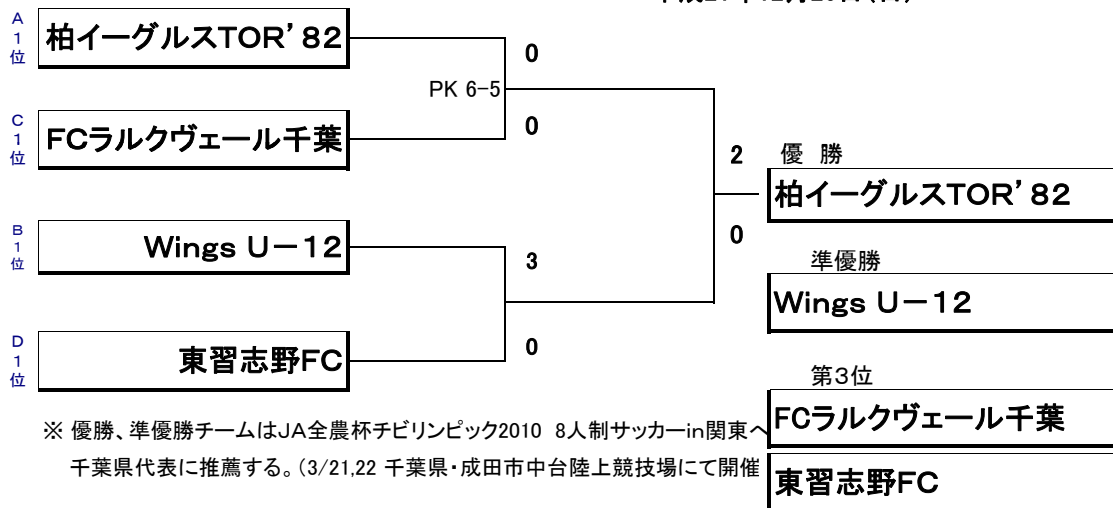 A1位
柏イーグルスTOR’82
0
PK 6-5
C1位
FCラルクヴェール千葉
0
2
優 勝
柏イーグルスTOR’82
B1位
Wings U-12
3
0
準優勝
Wings U-12
D1位
東習志野FC
0
第3位
FCラルクヴェール千葉
東習志野FC
※ 優勝、準優勝チームはJA全農杯チビリンピック2010 8人制サッカーin関東へ
千葉県代表に推薦する。(3/21,22 千葉県・成田市中台陸上競技場にて開催